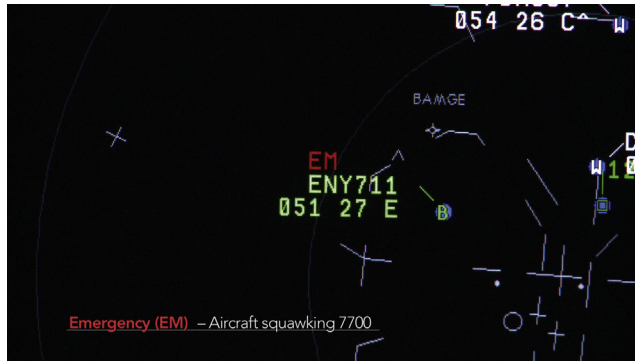 054 26 C^
W
BAMGE
EM
ENY711
051 27 E
B
W
D
Emergency (EM) – Aircraft squawking 7700